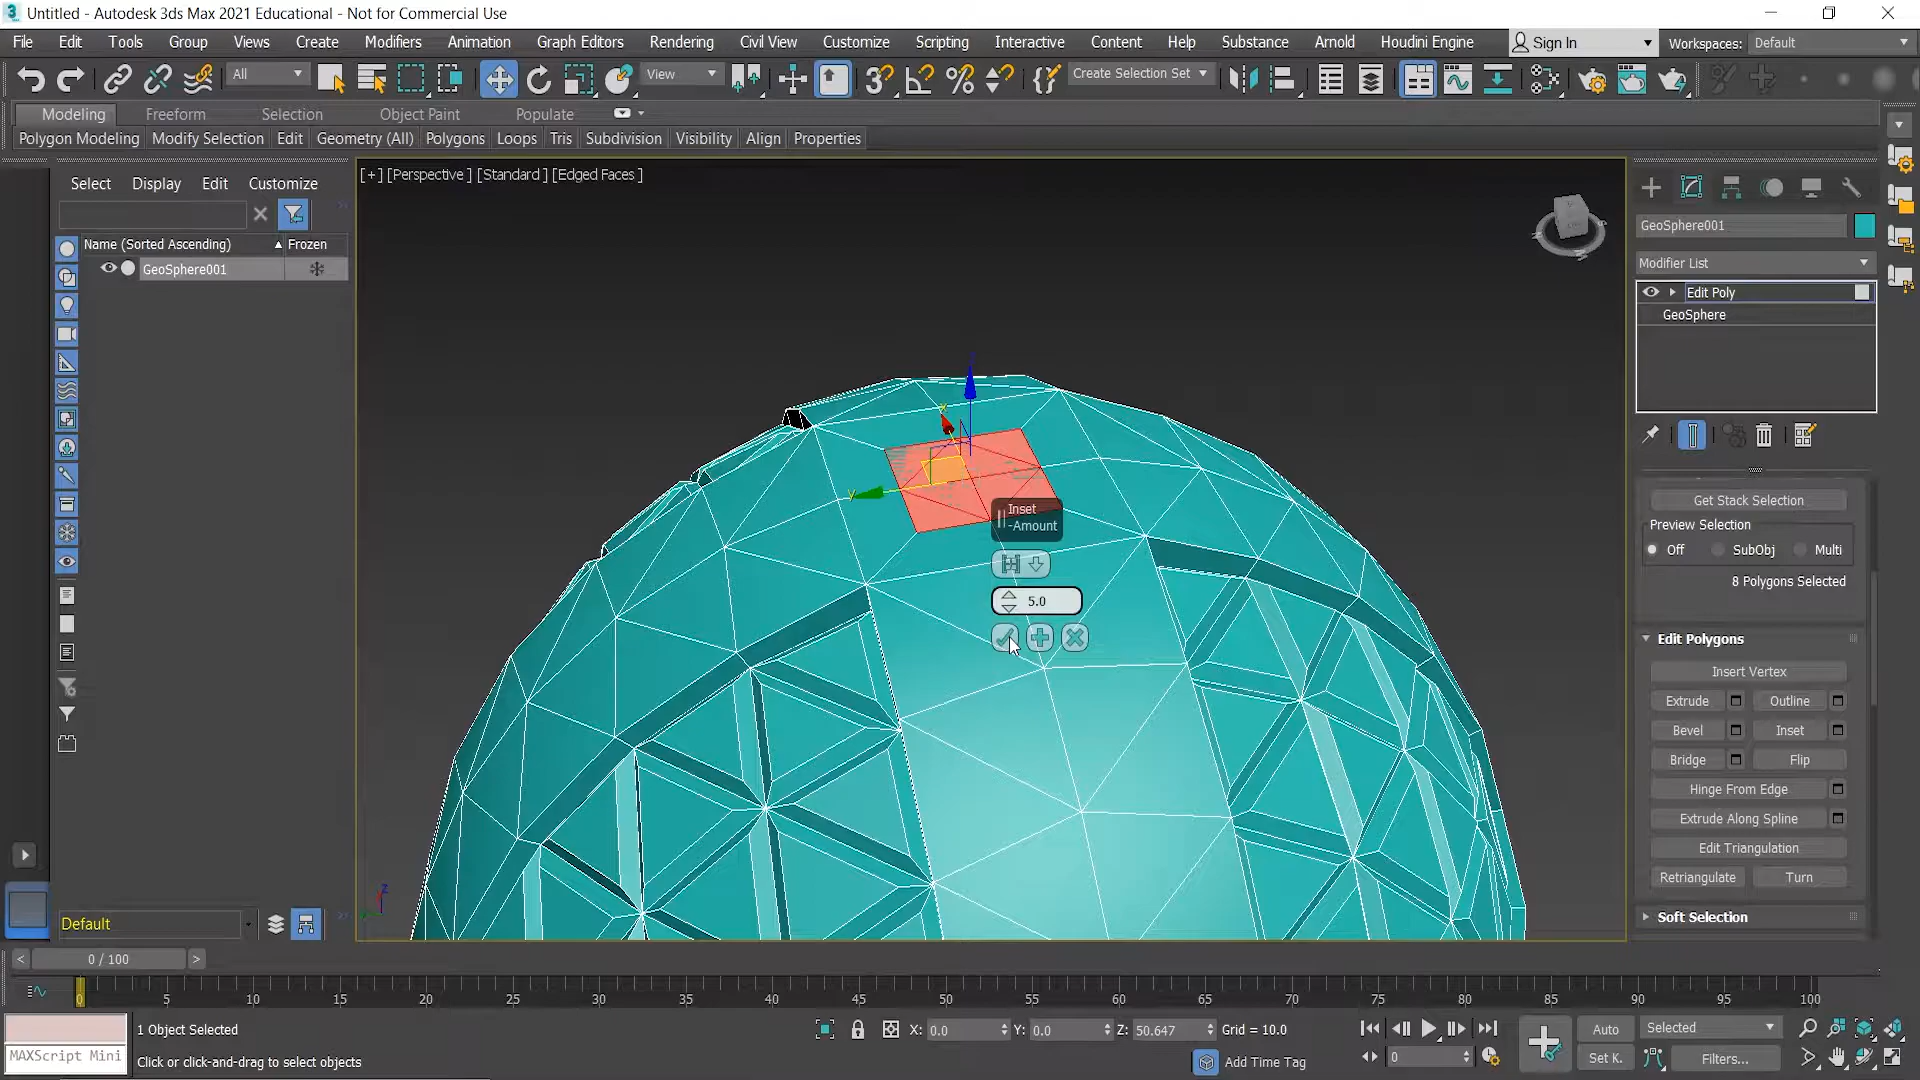 Untitled - Autodesk 3ds Max 2021 Educational - Not for Commercial Use
File Edit Tools Group Views Create Modifiers Animation Graph Editors Rendering Civil View Customize Scripting Interactive Content Help Substance Arnold Houdini Engine Sign In Workspaces: Default
All View Create Selection Set
Modeling Freeform Selection Object Paint Populate
Polygon Modeling Modify Selection Edit Geometry (All) Polygons Loops Tris Subdivision Visibility Align Properties
[+] [Perspective ] [Standard ] [Edged Faces ]
Select Display Edit Customize
Name (Sorted Ascending) Frozen
GeoSphere001
GeoSphere001
Modifier List
Edit Poly
GeoSphere
Get Stack Selection
Preview Selection
Off SubObj Multi
8 Polygons Selected
Edit Polygons
Insert Vertex
Extrude Outline
Bevel Inset
Bridge Flip
Hinge From Edge
Extrude Along Spline
Edit Triangulation
Retriangulate Turn
Soft Selection
Inset
-Amount
5.0
y
z
Default
< 0 / 100 >
0 5 10 15 20 25 30 35 40 45 50 55 60 65 70 75 80 85 90 95 100
1 Object Selected
X: 0.0 Y: 0.0 Z: 50.647 Grid = 10.0
Auto Selected
MAXScript Mini
Click or click-and-drag to select objects
Add Time Tag
0
Set K. Filters...